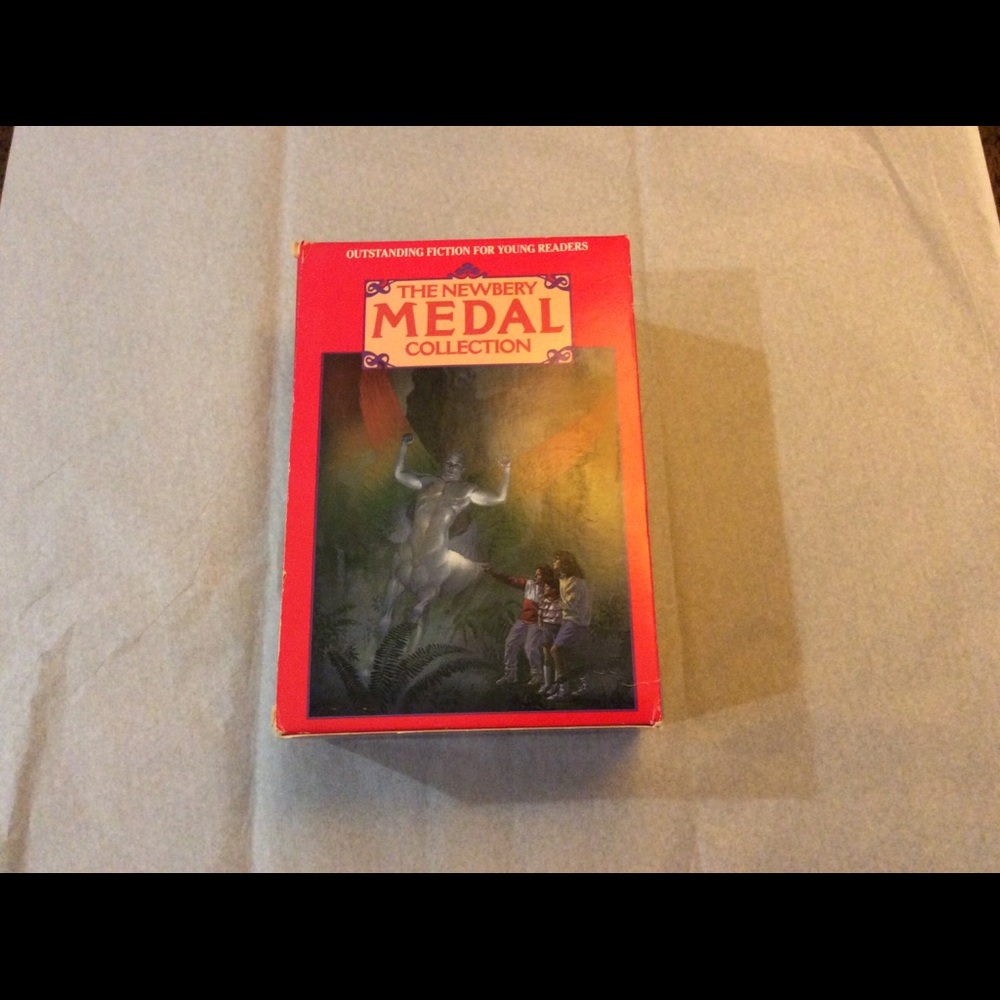 OUTSTANDING FICTION FOR YOUNG READERS
THE NEWBERY
MEDAL
COLLECTION